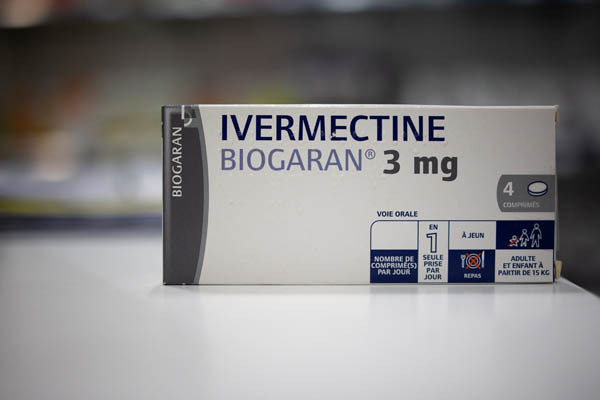 BIOGARAN
IVERMECTINE
BIOGARAN® 3 mg
4
COMPRIMÉS
VOIE ORALE
NOMBRE DE
COMPRIMÉ(S)
PAR JOUR
EN
1
SEULE
PRISE
PAR
JOUR
À JEUN
REPAS
ADULTE
ET ENFANT À
PARTIR DE 15 KG